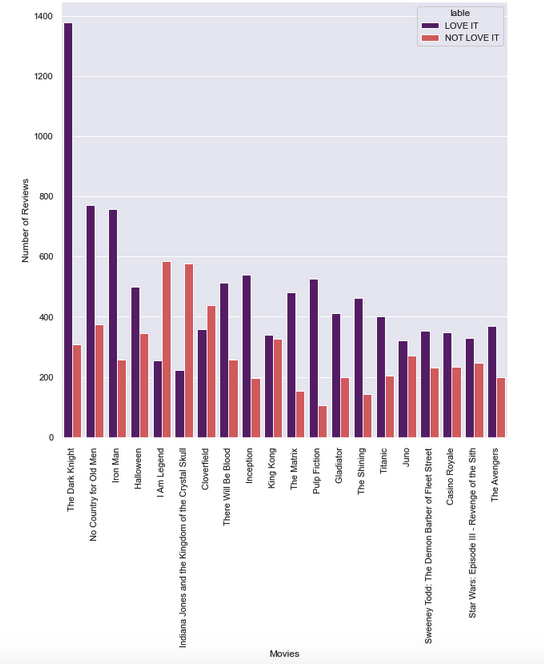 lable
LOVE IT
NOT LOVE IT
1400
1200
1000
800
600
400
200
0
Number of Reviews
The Dark Knight
No Country for Old Men
Iron Man
Halloween
I Am Legend
Indiana Jones and the Kingdom of the Crystal Skull
Cloverfield
There Will Be Blood
Inception
King Kong
The Matrix
Pulp Fiction
Gladiator
The Shining
Titanic
Juno
Sweeney Todd: The Demon Barber of Fleet Street
Casino Royale
Star Wars: Episode III - Revenge of the Sith
The Avengers
Movies